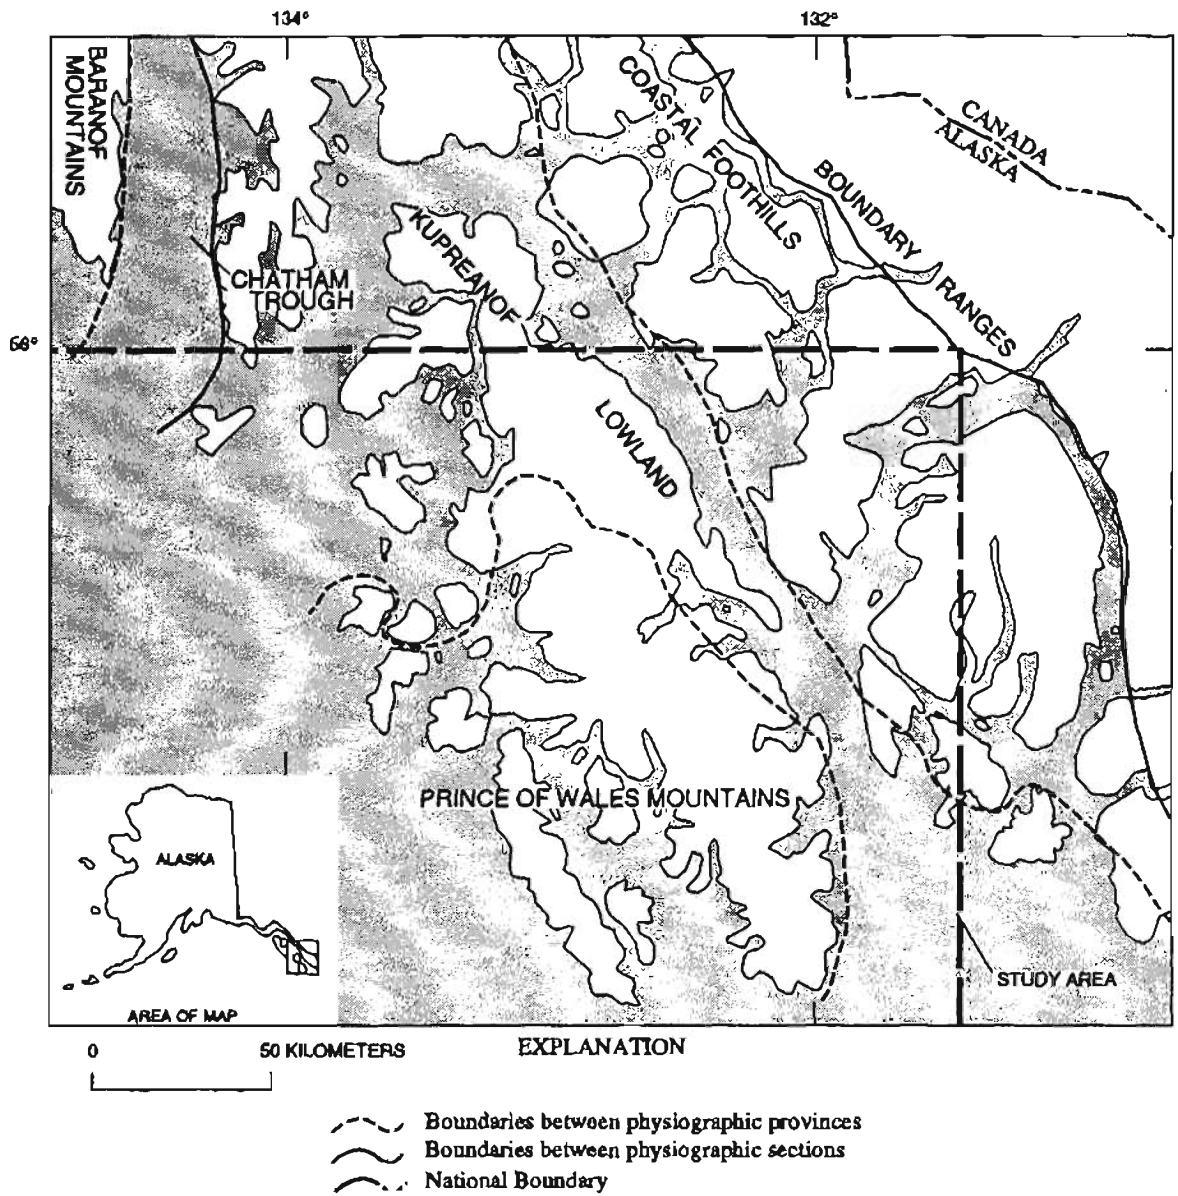 134° 132°
BARANOF
MOUNTAINS
COASTAL FOOTHILLS
CANADA
ALASKA
BOUNDARY RANGES
KUPREANOF
CHATHAM
TROUGH
56°
LOWLAND
PRINCE OF WALES MOUNTAINS
ALASKA
STUDY AREA
AREA OF MAP
0 50 KILOMETERS
EXPLANATION
Boundaries between physiographic provinces
Boundaries between physiographic sections
National Boundary